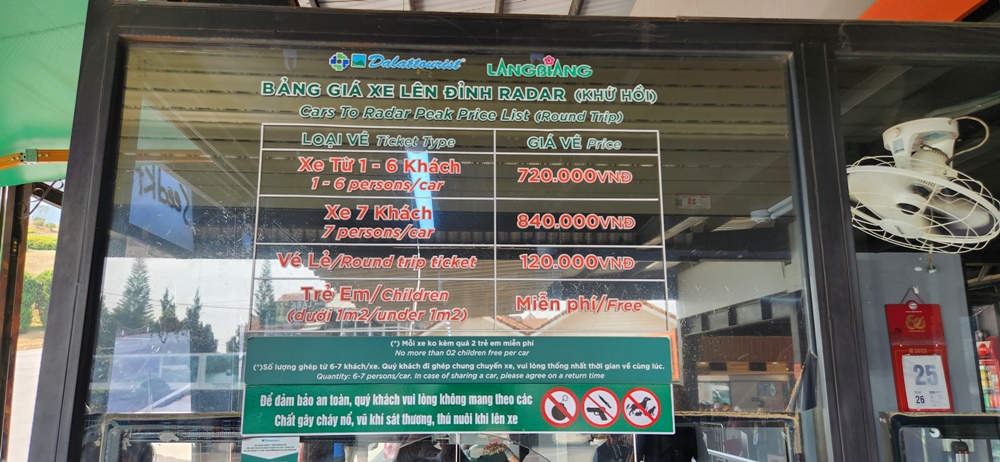 Dalattourist
LANGBIANG
BẢNG GIÁ XE LÊN ĐỈNH RADAR (KHỨ HỒI)
Cars To Radar Peak Price List (Round Trip)
LOẠI VÉ Ticket Type
GIÁ VÉ Price
Xe Từ 1 - 6 Khách
1 - 6 persons/car
720.000VNĐ
Xe 7 Khách
7 persons/car
840.000VNĐ
Vé Lẻ/Round trip ticket
120.000VNĐ
Trẻ Em/Children
(dưới 1m2/under 1m2)
Miễn phí/Free
(*) Mỗi xe ko kèm quá 2 trẻ em miễn phí
No more than 02 children free per car
(*)Số lượng ghép từ 6-7 khách/xe. Quý khách đi ghép chung chuyến xe, vui lòng thống nhất thời gian về cùng lúc.
Quantity: 6-7 persons/car. In case of sharing a car, please agree on a return time
Để đảm bảo an toàn, quý khách vui lòng không mang theo các
Chất gây cháy nổ, vũ khí sát thương, thú nuôi khi lên xe
25
26